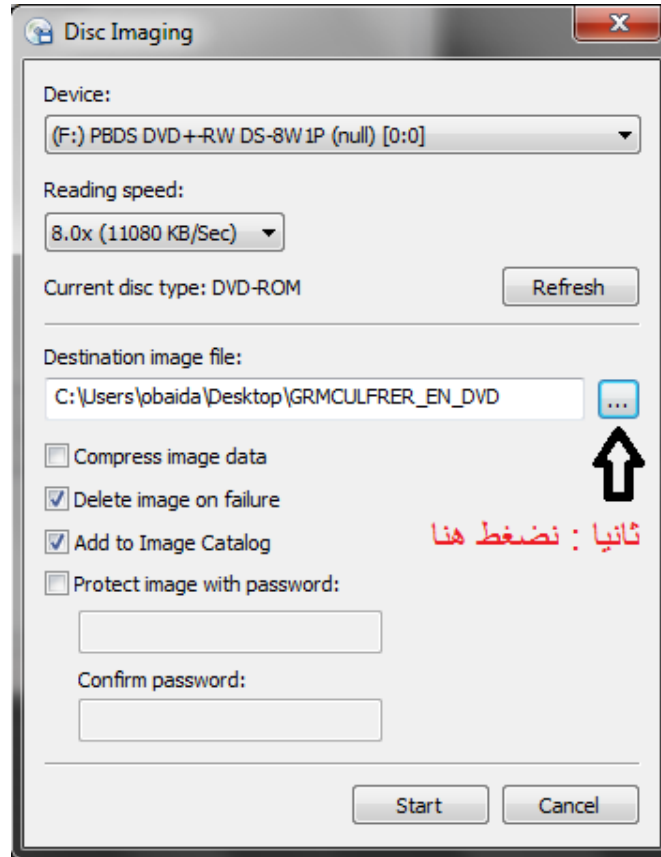 Disc Imaging
Device:
(F:) PBDS DVD+-RW DS-8W1P (null) [0:0]
Reading speed:
8.0x (11080 KB/Sec)
Current disc type: DVD-ROM
Refresh
Destination image file:
C:\Users\obaida\Desktop\GRMCULFRER_EN_DVD
...
Compress image data
Delete image on failure
Add to Image Catalog
ثانيا : نضغط هنا
Protect image with password:
Confirm password:
Start
Cancel